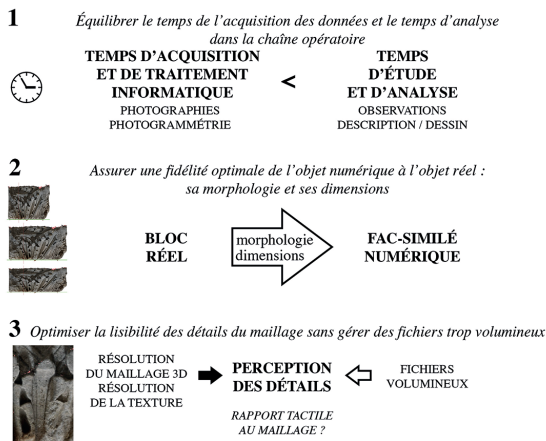 1
Équilibrer le temps de l'acquisition des données et le temps d'analyse
dans la chaîne opératoire
TEMPS D'ACQUISITION
ET DE TRAITEMENT
INFORMATIQUE
PHOTOGRAPHIES
PHOTOGRAMMÉTRIE
<
TEMPS
D'ÉTUDE
ET D'ANALYSE
OBSERVATIONS
DESCRIPTION / DESSIN
2
Assurer une fidélité optimale de l'objet numérique à l'objet réel :
sa morphologie et ses dimensions
BLOC
RÉEL
morphologie
dimensions
FAC-SIMILÉ
NUMÉRIQUE
3 Optimiser la lisibilité des détails du maillage sans gérer des fichiers trop volumineux
RÉSOLUTION
DU MAILLAGE 3D
RÉSOLUTION
DE LA TEXTURE
PERCEPTION
DES DÉTAILS
RAPPORT TACTILE
AU MAILLAGE ?
FICHIERS
VOLUMINEUX